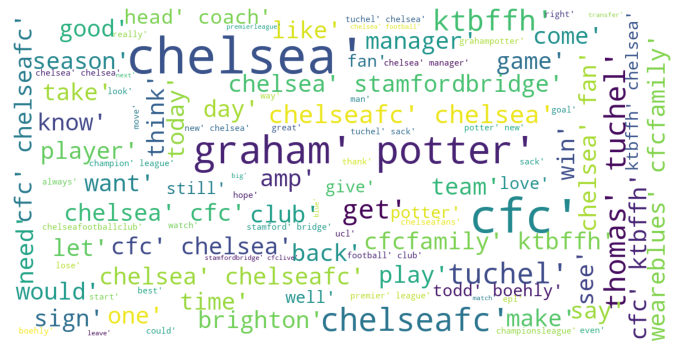 head' coach'
like'
tuchel' chelsea'
chelsea' football'
ktbffh'
come'
right'
transfer'
good'
really'
premierleague'
manager'
grahampotter'
season'
chelsea'
fan'
chelsea' manager'
game'
chelsea' chelsea'
next'
take'
look'
chelsea'
stamfordbridge'
way'
man'
day'
chelseafc' chelsea'
goal'
know'
move'
think'
today'
new' chelsea'
great'
tuchel' sack'
potter' new'
win'
player'
champion' league'
graham' potter'
thank'
sack'
always'
want'
still'
big'
hope'
amp'
give'
team'
love'
need'
cfc' chelseafc'
chelsea' cfc'
club'
blue'
get'
potter'
chelseafans'
cfc'
chelseafootballclub'
watch'
stamford' bridge'
ucl'
let'
cfc' chelsea'
back'
cfcfamily' ktbffh'
lose'
stamfordbridge' cfclive'
football' club'
chelsea' chelseafc'
play'
tuchel'
see'
would'
start'
best'
well'
premier' league'
todd' boehly'
time'
match'
epl'
sign'
one'
brighton'
chelseafc'
make'
say'
boehly'
leave'
could'
championsleague'
even'
chelsea' fan'
thomas' tuchel'
cfc' ktbffh'
ktbffh' chelsea'
weareblues' cfcfamily'